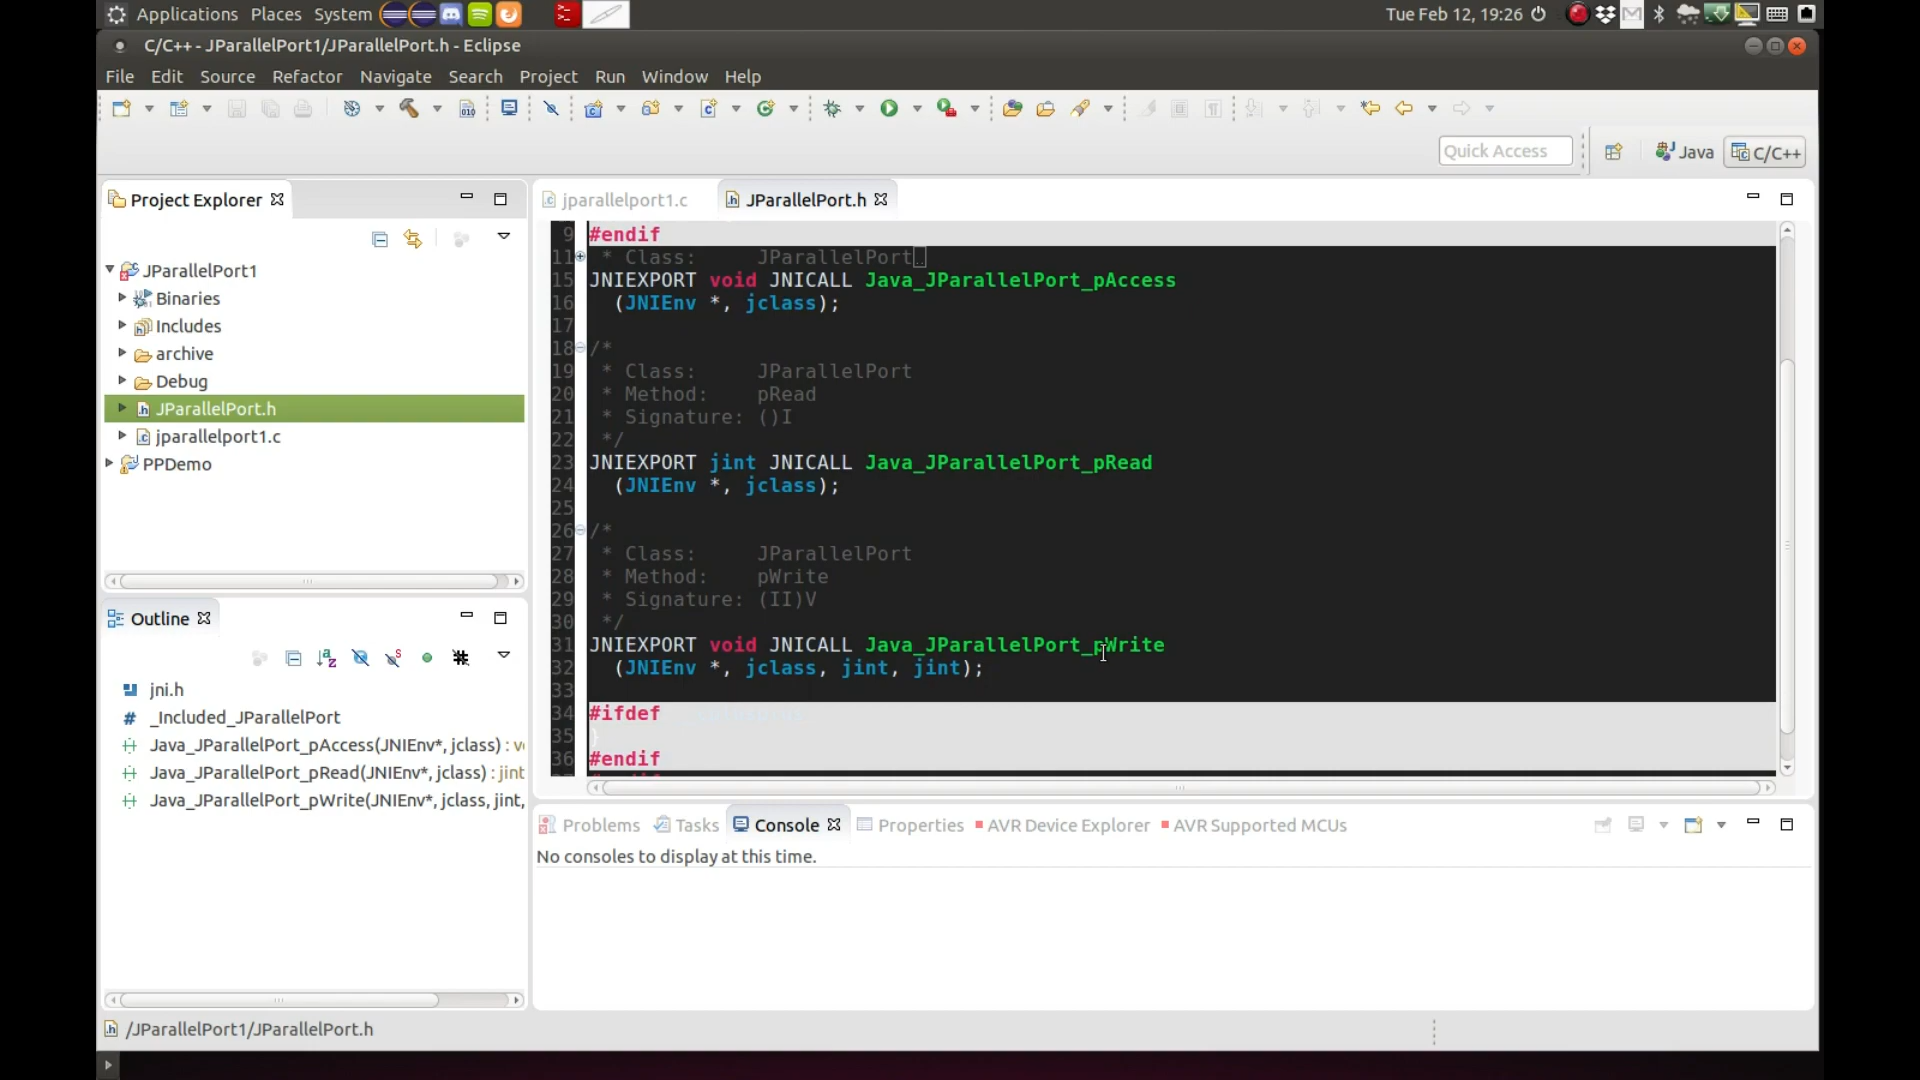 Applications Places System
Tue Feb 12, 19:26
C/C++ - JParallelPort1/JParallelPort.h - Eclipse
File Edit Source Refactor Navigate Search Project Run Window Help
Quick Access
Java
C/C++
Project Explorer
JParallelPort1
Binaries
Includes
archive
Debug
JParallelPort.h
jparallelport1.c
PPDemo
Outline
jni.h
_Included_JParallelPort
Java_JParallelPort_pAccess(JNIEnv*, jclass) : v
Java_JParallelPort_pRead(JNIEnv*, jclass) : jint
Java_JParallelPort_pWrite(JNIEnv*, jclass, jint,
jparallelport1.c JParallelPort.h
9 #endif
11 * Class: JParallelPort
15 JNIEXPORT void JNICALL Java_JParallelPort_pAccess
16 (JNIEnv *, jclass);
17
18 /*
19 * Class: JParallelPort
20 * Method: pRead
21 * Signature: ()I
22 */
23 JNIEXPORT jint JNICALL Java_JParallelPort_pRead
24 (JNIEnv *, jclass);
25
26 /*
27 * Class: JParallelPort
28 * Method: pWrite
29 * Signature: (II)V
30 */
31 JNIEXPORT void JNICALL Java_JParallelPort_pWrite
32 (JNIEnv *, jclass, jint, jint);
33
34 #ifdef
35 }
36 #endif
Problems Tasks Console Properties AVR Device Explorer AVR Supported MCUs
No consoles to display at this time.
/JParallelPort1/JParallelPort.h